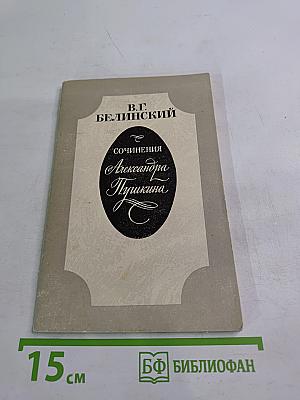 В.Г.
БЕЛИНСКИЙ
СОЧИНЕНИЯ
Александра
Пушкина
15 см
БФ БИБЛИОФАН